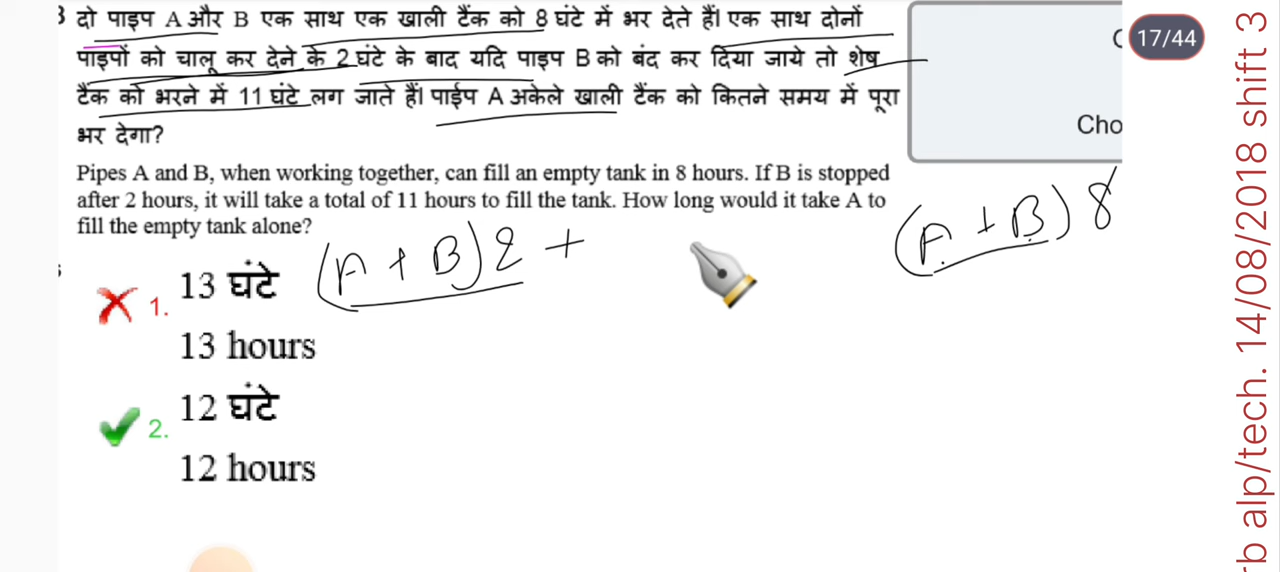 दो पाइप A और B एक साथ एक खाली टैंक को 8 घंटे में भर देते हैं। एक साथ दोनों
पाइपों को चालू कर देने के 2 घंटे के बाद यदि पाइप B को बंद कर दिया जाये तो शेष
टैंक को भरने में 11 घंटे लग जाते हैं। पाईप A अकेले खाली टैंक को कितने समय में पूरा
भर देगा?
Pipes A and B, when working together, can fill an empty tank in 8 hours. If B is stopped
after 2 hours, it will take a total of 11 hours to fill the tank. How long would it take A to
fill the empty tank alone?
(A + B) 2 +
(A + B) 8
1. 13 घंटे
13 hours
2. 12 घंटे
12 hours
17/44
Cho
rb alp/tech. 14/08/2018 shift 3